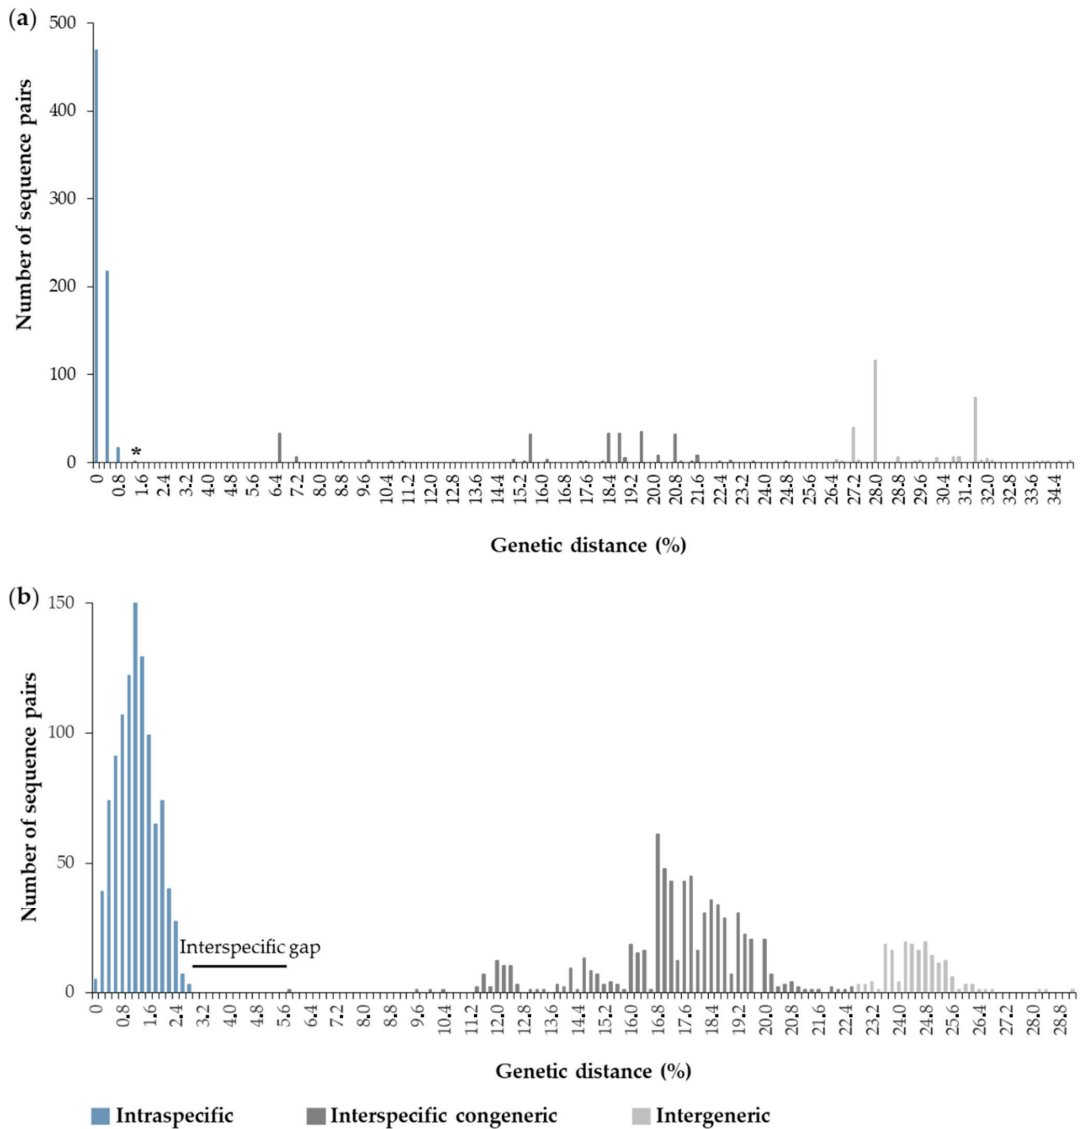 (a)
Number of sequence pairs
500
400
300
200
100
0
*
0 0.8 1.6 2.4 3.2 4.0 4.8 5.6 6.4 7.2 8.0 8.8 9.6 10.4 11.2 12.0 12.8 13.6 14.4 15.2 16.0 16.8 17.6 18.4 19.2 20.0 20.8 21.6 22.4 23.2 24.0 24.8 25.6 26.4 27.2 28.0 28.8 29.6 30.4 31.2 32.0 32.8 33.6 34.4
Genetic distance (%)
(b)
Number of sequence pairs
150
100
50
0
Interspecific gap
0 0.8 1.6 2.4 3.2 4.0 4.8 5.6 6.4 7.2 8.0 8.8 9.6 10.4 11.2 12.0 12.8 13.6 14.4 15.2 16.0 16.8 17.6 18.4 19.2 20.0 20.8 21.6 22.4 23.2 24.0 24.8 25.6 26.4 27.2 28.0 28.8
Genetic distance (%)
Intraspecific Interspecific congeneric Intergeneric